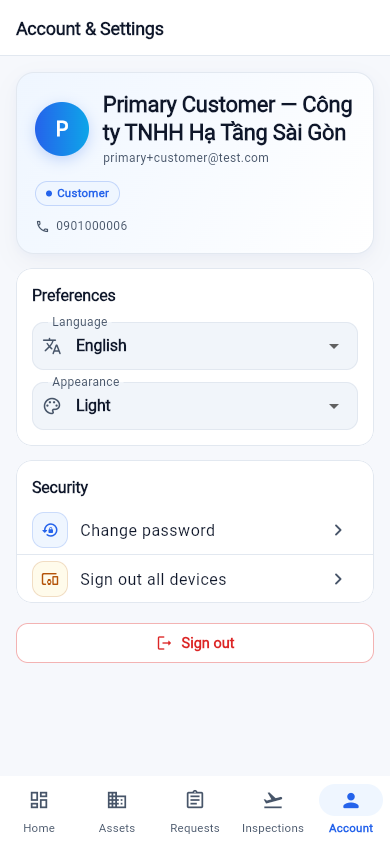 Account & Settings
P
Primary Customer — Công
ty TNHH Hạ Tầng Sài Gòn
primary+customer@test.com
Customer
0901000006
Preferences
Language
English
Appearance
Light
Security
Change password
Sign out all devices
Sign out
Home
Assets
Requests
Inspections
Account